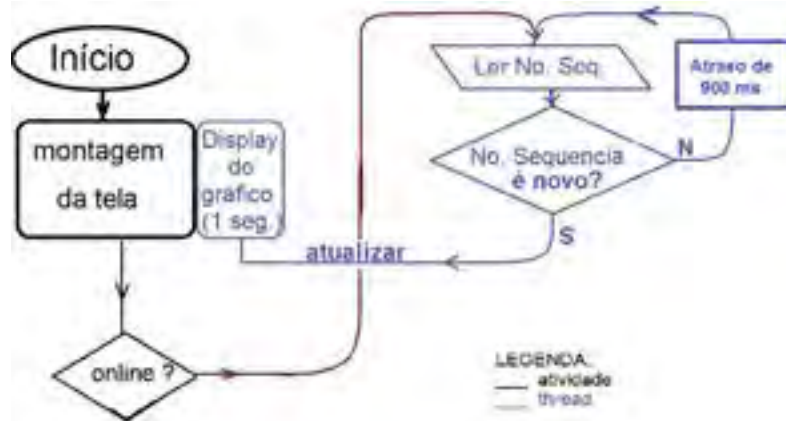 Início
montagem
da tela
Display
do
gráfico
(1 seg.)
atualizar
online ?
Ler No. Seq.
No. Sequencia
é novo?
N
S
Atraso de
900 ms
LEGENDA:
atividade
thread